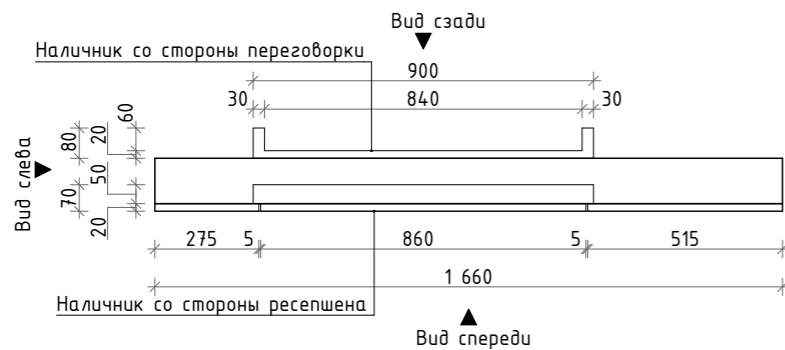 Вид сзади
Наличник со стороны переговорки
900
30 840 30
60
20
80
Вид слева
50
70
20
275 5 860 5 515
1 660
Наличник со стороны ресепшена
Вид спереди